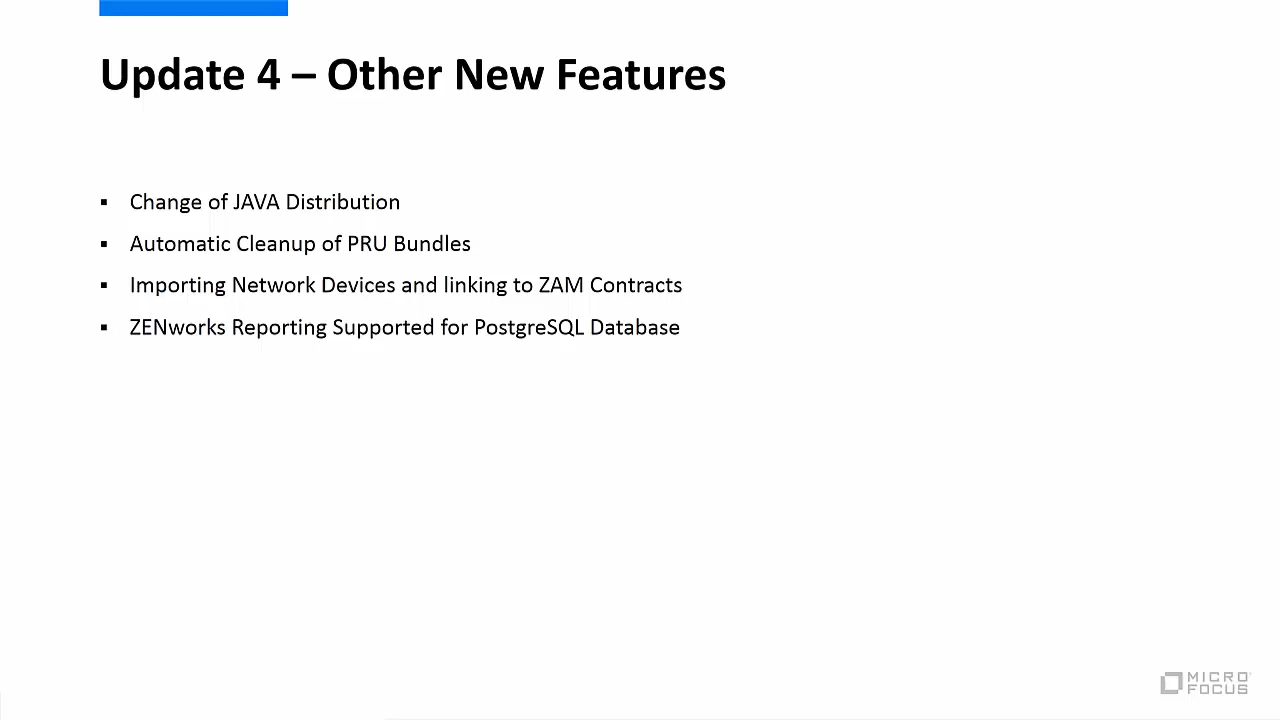 Update 4 – Other New Features
▪ Change of JAVA Distribution
▪ Automatic Cleanup of PRU Bundles
▪ Importing Network Devices and linking to ZAM Contracts
▪ ZENworks Reporting Supported for PostgreSQL Database
MICRO
FOCUS